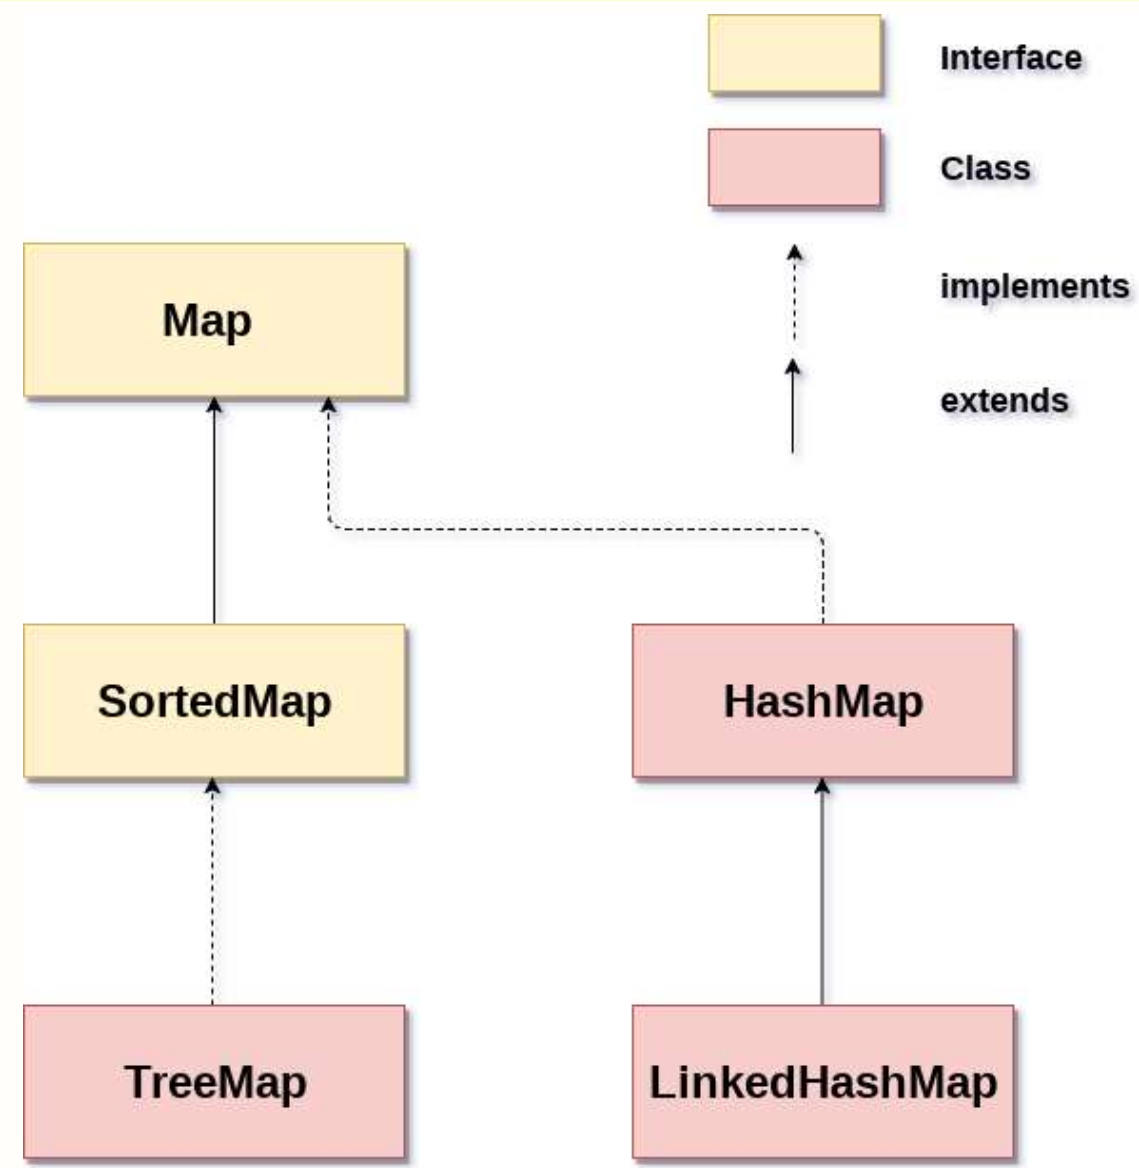 Interface
Class
implements
extends
Map
SortedMap
HashMap
TreeMap
LinkedHashMap